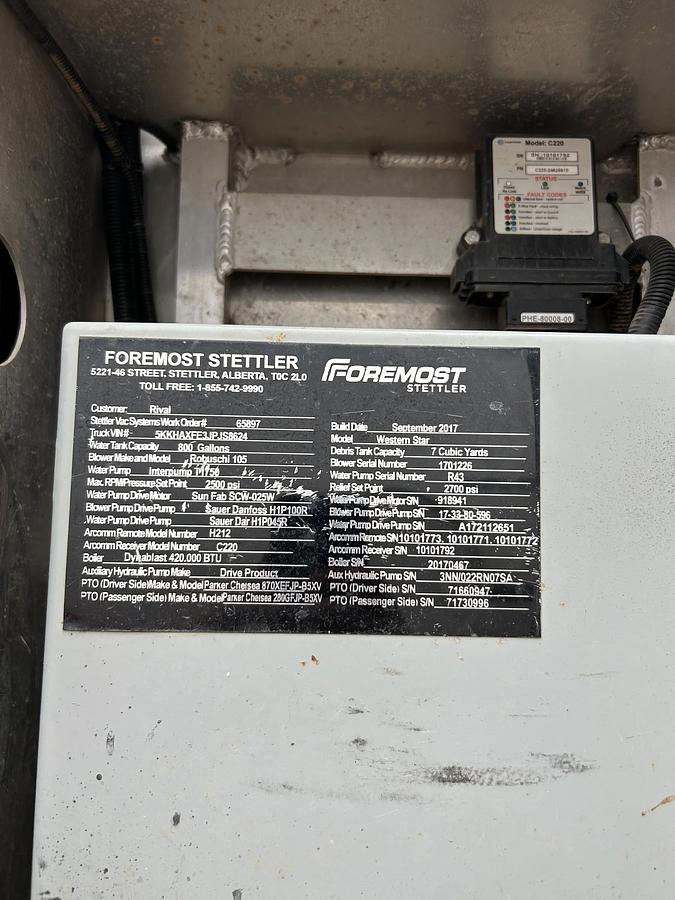 Model: C220
SN
SN :10101792
PN
STATUS
FAULT CODES
PHE-80008-00
FOREMOST STETTLER
5221-46 STREET. STETTLER, ALBERTA, T0C 2L0
TOLL FREE: 1-855-742-9990
FOREMOST
STETTLER
Customer: Rival
Stettler Vac Systems Work Order# 65897
Truck VIN# 5KKHAXFE3JPJS8624
Water Tank Capacity 800 Gallons
Blower Make and Model Robuschi 105
Water Pump Interpump
Max. RPM/Pressure Set Point 2500 psi
Water Pump Drive Motor Sun Fab SCW-025W
Blower Pump Drive Pump Sauer Danfoss H1P100R
Water Pump Drive Pump Sauer Dan H1P045R
Arcomm Remote Model Number H212
Arcomm Receiver Model Number C220
Boiler Dynablast 420.000 BTU
Auxiliary Hydraulic Pump Make Drive Product
PTO (Driver Side)Make & Model Parker Chelsea 870XEFJP-B5XV
PTO (Passenger Side) Make & Model Parker Chelsea 280GFJP-B5XV
Build Date September 2017
Model Western Star
Debris Tank Capacity 7 Cubic Yards
Blower Serial Number 1701226
Water Pump Serial Number R43
Relief Set Point 2700 psi
Water Pump Drive Motor S/N 918941
Blower Pump Drive Pump S/N 17-33-80-596
Water Pump Drive Pump S/N A172112651
Arcomm Remote S/N 10101773, 10101771, 10101772
Arcomm Receiver S/N 10101792
Boiler S/N 20170467
Aux Hydraulic Pump S/N 3NN/022RN07SA
PTO (Driver Side) S/N 71660947
PTO (Passenger Side) S/N 71730996